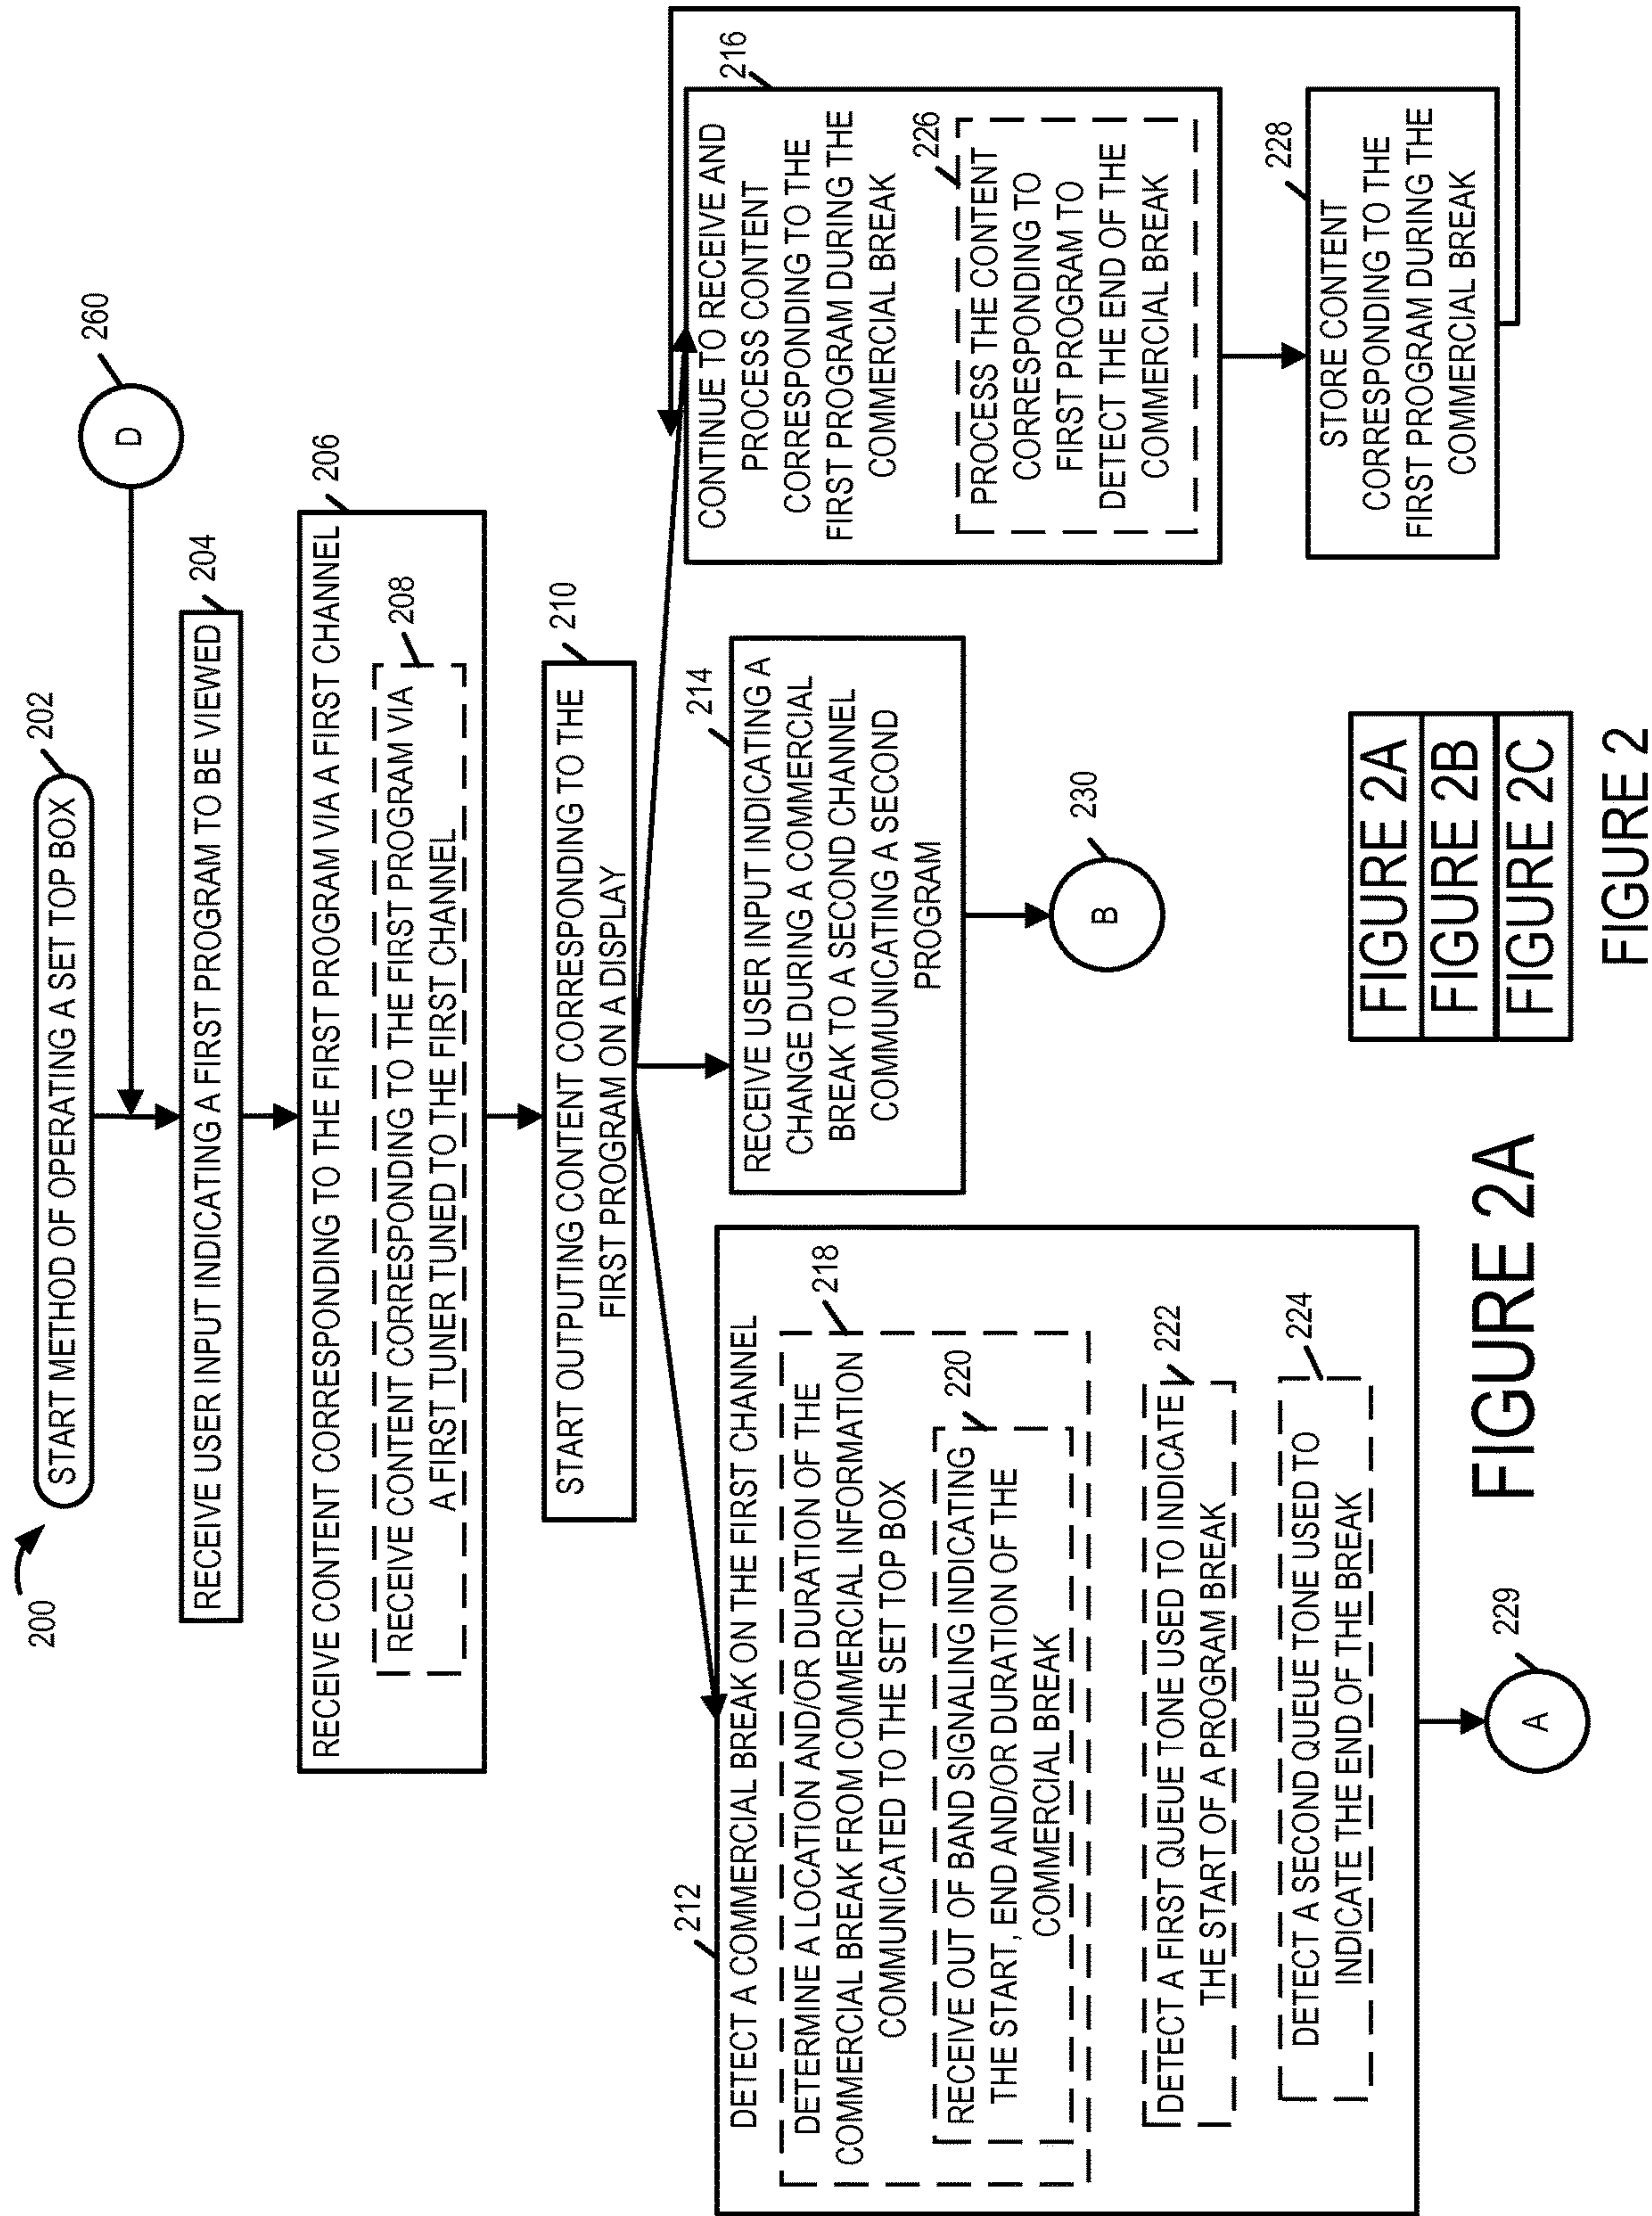 200
START METHOD OF OPERATING A SET TOP BOX
202
D
260
RECEIVE USER INPUT INDICATING A FIRST PROGRAM TO BE VIEWED
204
RECEIVE CONTENT CORRESPONDING TO THE FIRST PROGRAM VIA A FIRST CHANNEL
206
RECEIVE CONTENT CORRESPONDING TO THE FIRST PROGRAM VIA
A FIRST TUNER TUNED TO THE FIRST CHANNEL
208
START OUTPUTING CONTENT CORRESPONDING TO THE
FIRST PROGRAM ON A DISPLAY
210
212
DETECT A COMMERCIAL BREAK ON THE FIRST CHANNEL
DETERMINE A LOCATION AND/OR DURATION OF THE
COMMERCIAL BREAK FROM COMMERCIAL INFORMATION
COMMUNICATED TO THE SET TOP BOX
218
RECEIVE OUT OF BAND SIGNALING INDICATING
THE START, END AND/OR DURATION OF THE
COMMERCIAL BREAK
220
DETECT A FIRST QUEUE TONE USED TO INDICATE
THE START OF A PROGRAM BREAK
222
DETECT A SECOND QUEUE TONE USED TO
INDICATE THE END OF THE BREAK
224
A
229
214
RECEIVE USER INPUT INDICATING A
CHANGE DURING A COMMERCIAL
BREAK TO A SECOND CHANNEL
COMMUNICATING A SECOND
PROGRAM
B
230
216
CONTINUE TO RECEIVE AND
PROCESS CONTENT
CORRESPONDING TO THE
FIRST PROGRAM DURING THE
COMMERCIAL BREAK
226
PROCESS THE CONTENT
CORRESPONDING TO
FIRST PROGRAM TO
DETECT THE END OF THE
COMMERCIAL BREAK
228
STORE CONTENT
CORRESPONDING TO THE
FIRST PROGRAM DURING THE
COMMERCIAL BREAK
FIGURE 2A
FIGURE 2A
FIGURE 2B
FIGURE 2C
FIGURE 2